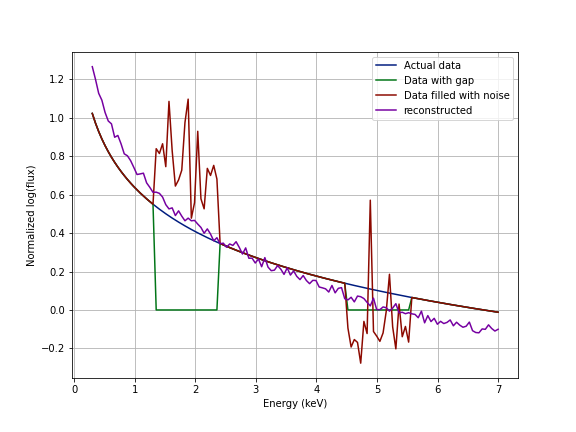 Actual data
Data with gap
Data filled with noise
reconstructed
Normalized log(flux)
1.2
1.0
0.8
0.6
0.4
0.2
0.0
−0.2
0 1 2 3 4 5 6 7
Energy (keV)